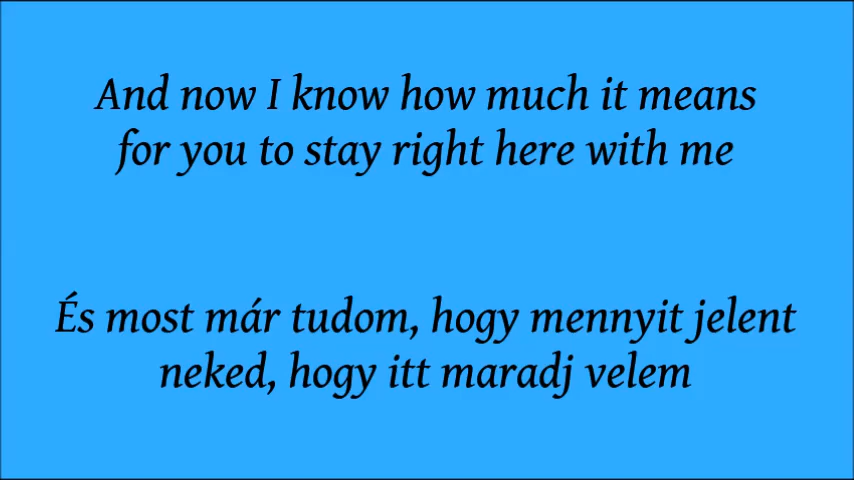 And now I know how much it means
for you to stay right here with me
És most már tudom, hogy mennyit jelent
neked, hogy itt maradj velem